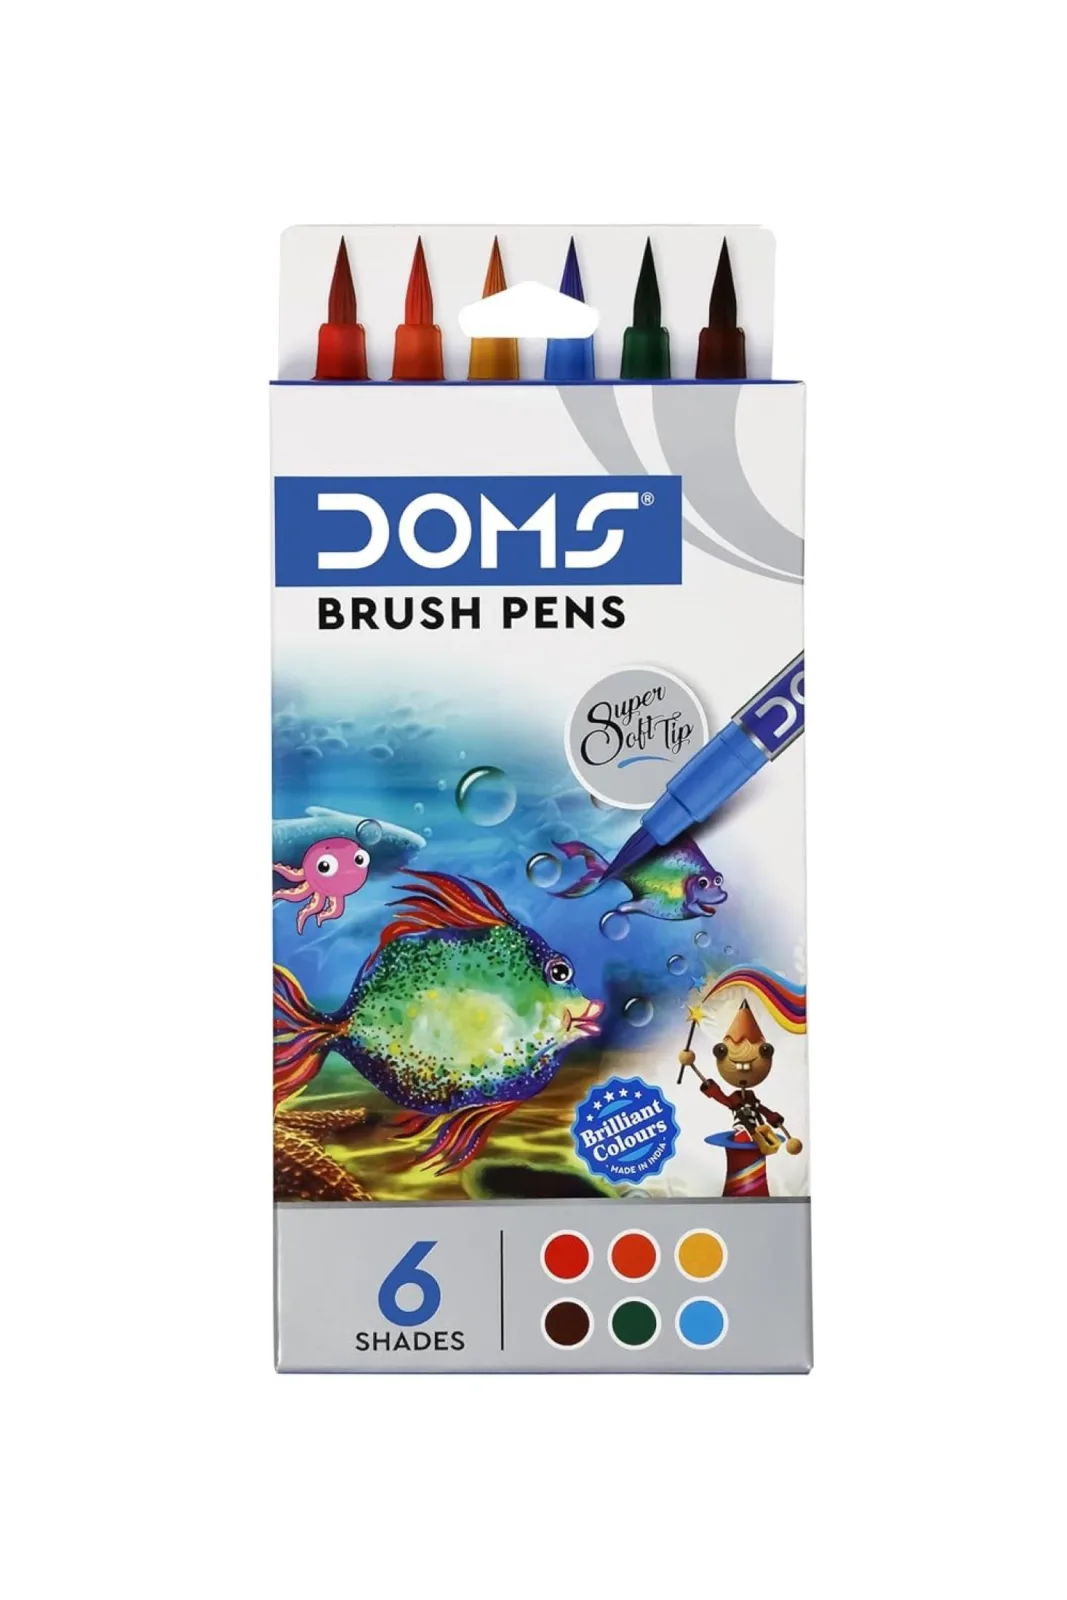 DOMS®
BRUSH PENS
Super
Soft Tip
Brilliant
Colours
• MADE IN INDIA •
6
SHADES